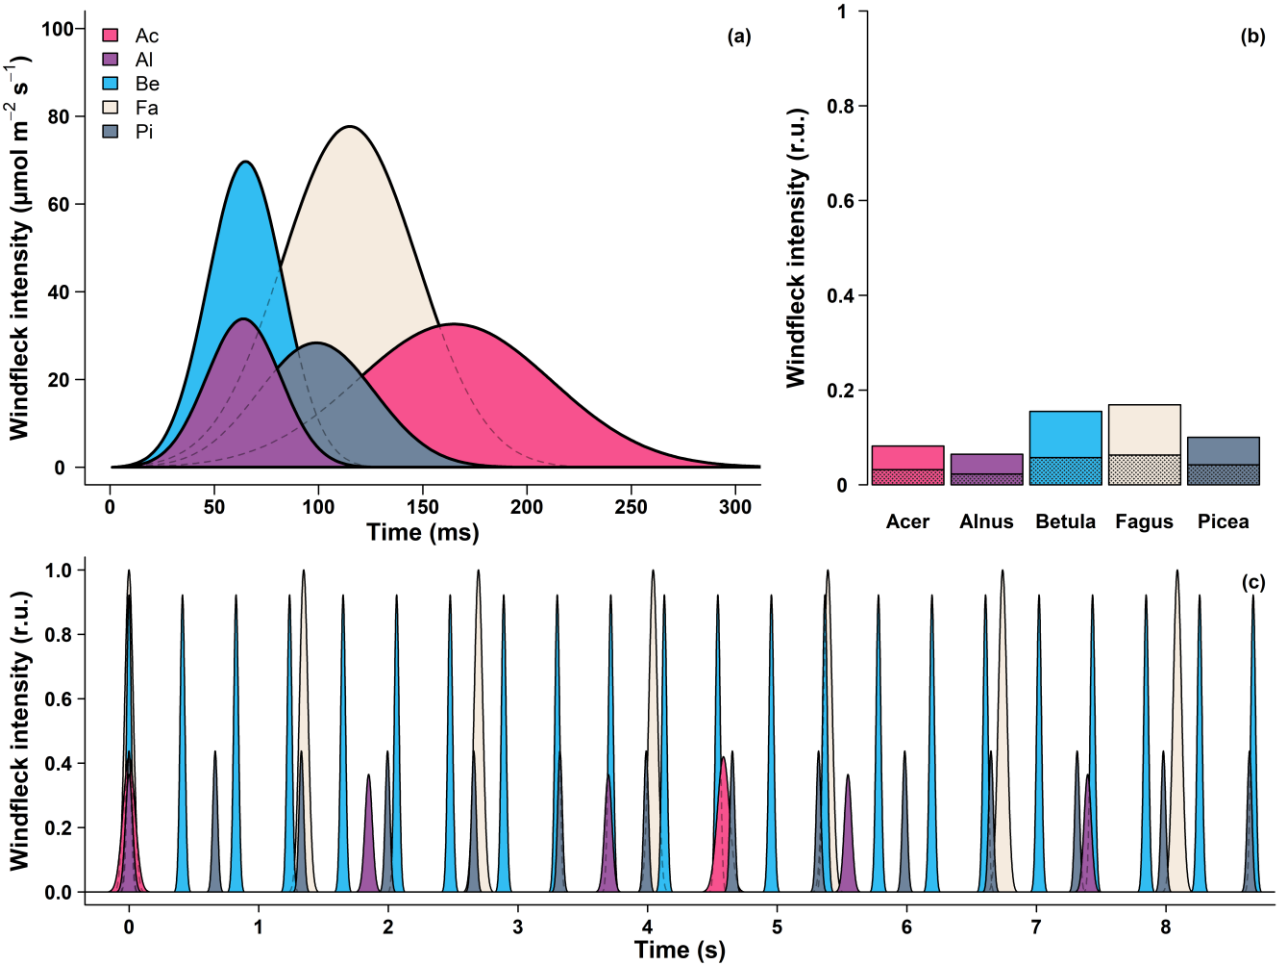 (a)
Windfleck intensity (μmol m−2 s−1)
100
80
60
40
20
0
Ac
Al
Be
Fa
Pi
0 50 100 150 200 250 300
Time (ms)
(b)
Windfleck intensity (r.u.)
1
0.8
0.6
0.4
0.2
0
Acer Alnus Betula Fagus Picea
(c)
Windfleck intensity (r.u.)
1.0
0.8
0.6
0.4
0.2
0.0
0 1 2 3 4 5 6 7 8
Time (s)